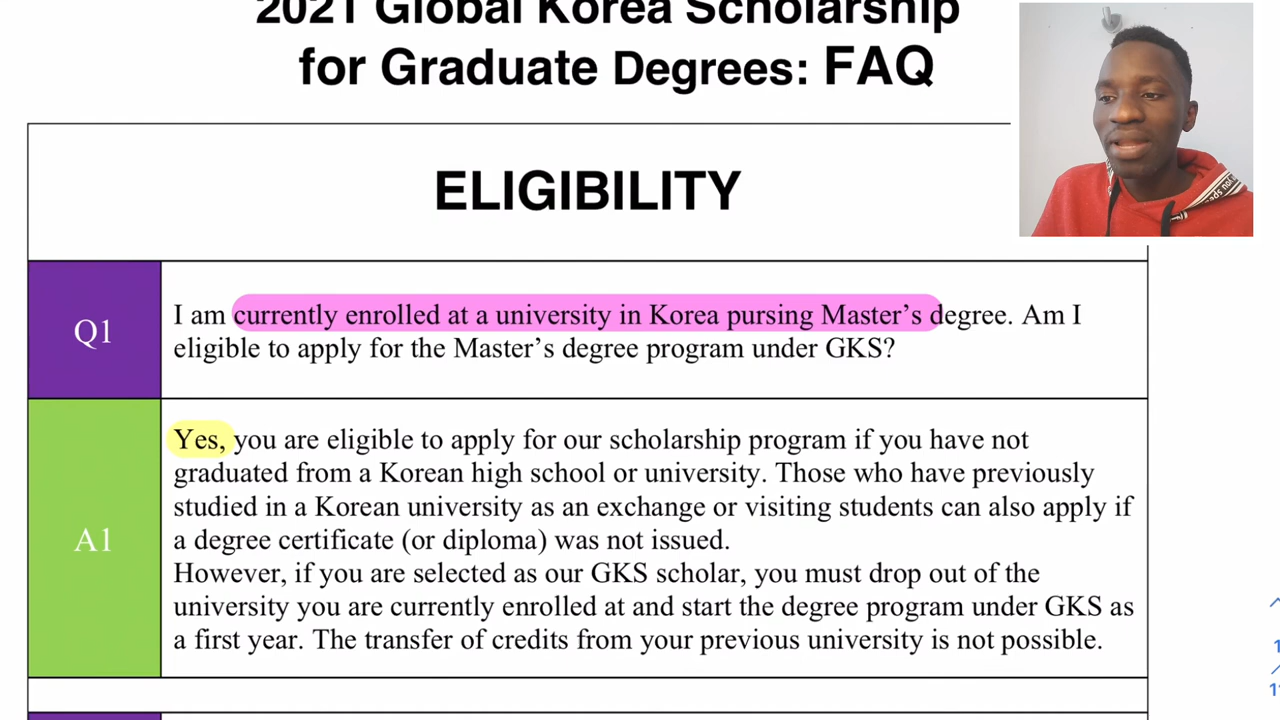 2021 Global Korea Scholarship
for Graduate Degrees: FAQ
ELIGIBILITY
Q1
I am currently enrolled at a university in Korea pursing Master's degree. Am I
eligible to apply for the Master's degree program under GKS?
A1
Yes, you are eligible to apply for our scholarship program if you have not
graduated from a Korean high school or university. Those who have previously
studied in a Korean university as an exchange or visiting students can also apply if
a degree certificate (or diploma) was not issued.
However, if you are selected as our GKS scholar, you must drop out of the
university you are currently enrolled at and start the degree program under GKS as
a first year. The transfer of credits from your previous university is not possible.